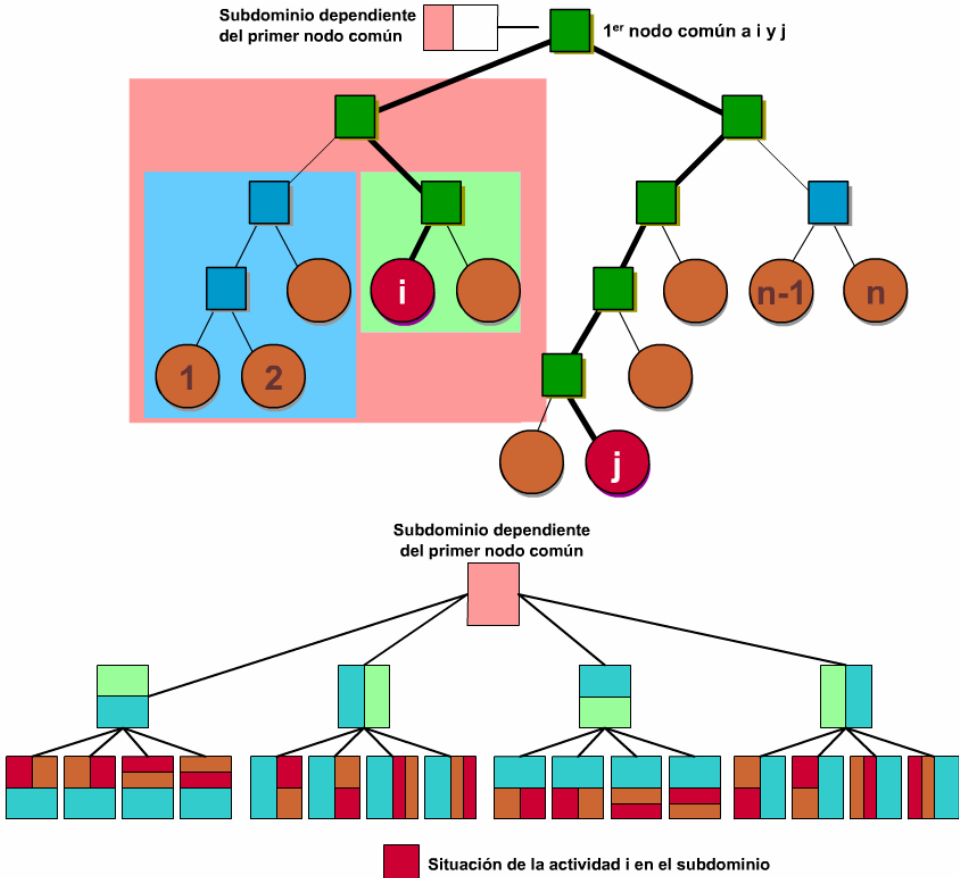 Subdominio dependiente
del primer nodo común
1er nodo común a i y j
i
n-1
n
1
2
j
Subdominio dependiente
del primer nodo común
Situación de la actividad i en el subdominio